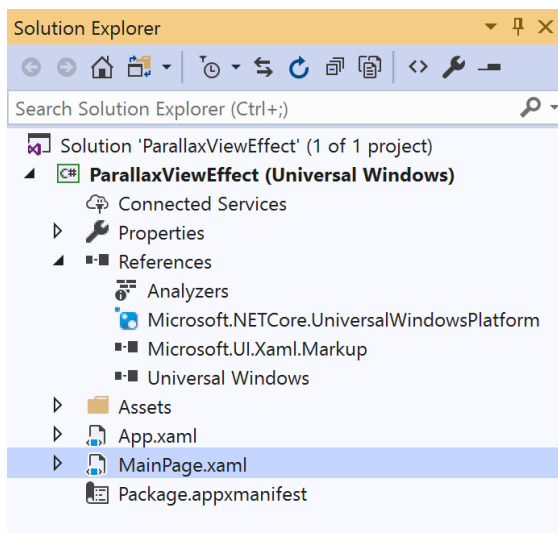 Solution Explorer
Search Solution Explorer (Ctrl+;)
Solution 'ParallaxViewEffect' (1 of 1 project)
C# ParallaxViewEffect (Universal Windows)
Connected Services
Properties
References
Analyzers
Microsoft.NETCore.UniversalWindowsPlatform
Microsoft.UI.Xaml.Markup
Universal Windows
Assets
App.xaml
MainPage.xaml
Package.appxmanifest